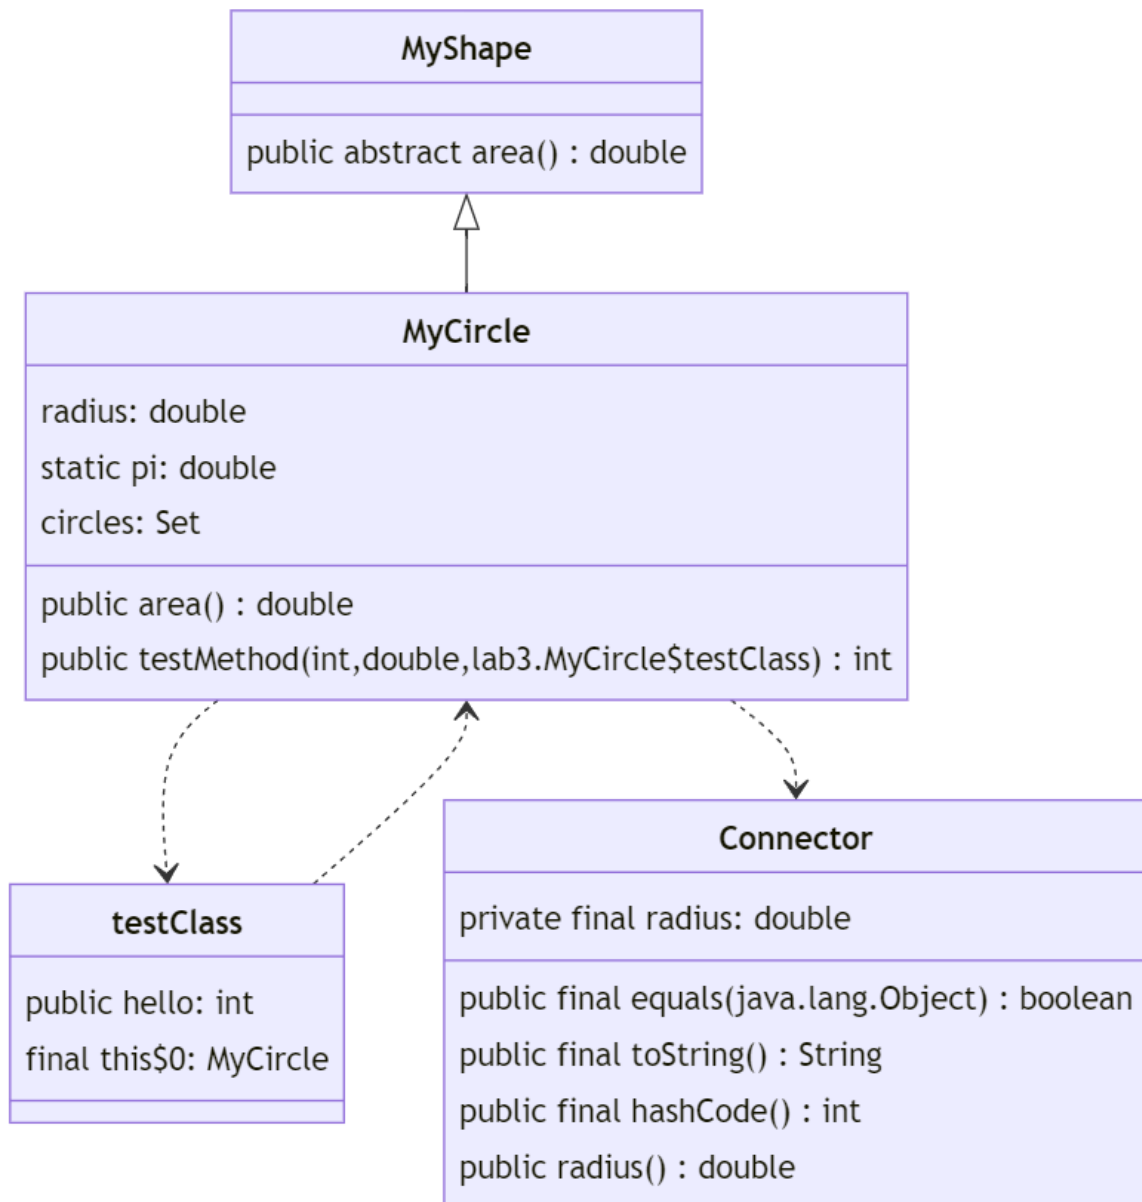 MyShape
public abstract area() : double
MyCircle
radius: double
static pi: double
circles: Set
public area() : double
public testMethod(int,double,lab3.MyCircle$testClass) : int
testClass
public hello: int
final this$0: MyCircle
Connector
private final radius: double
public final equals(java.lang.Object) : boolean
public final toString() : String
public final hashCode() : int
public radius() : double